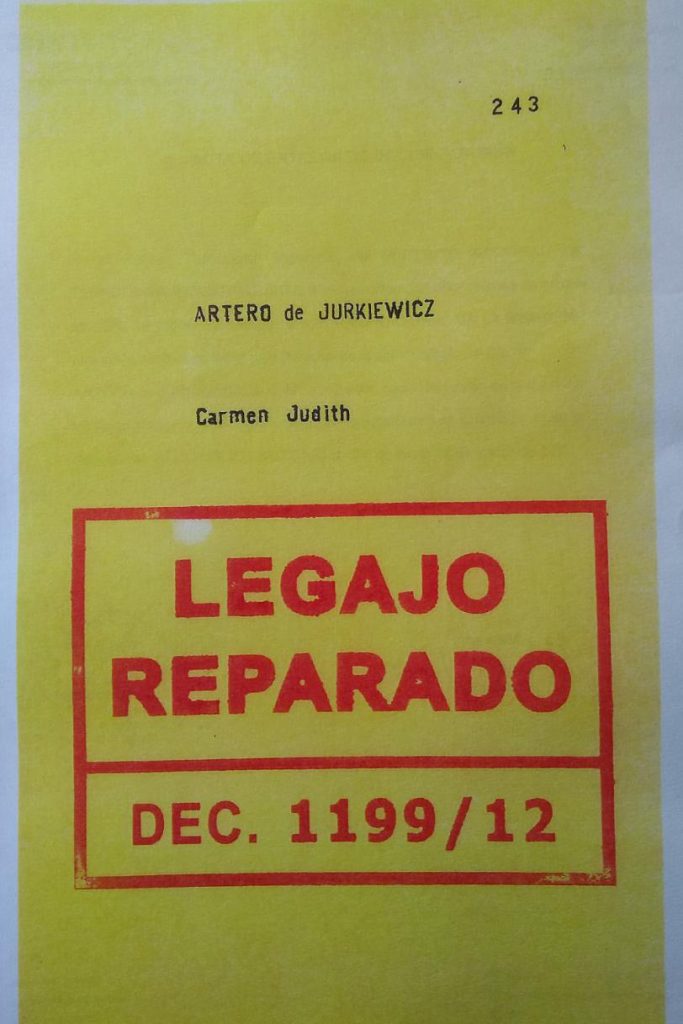 243
ARTERO de JURKIEWICZ
Carmen Judith
LEGAJO
REPARADO
DEC. 1199/12